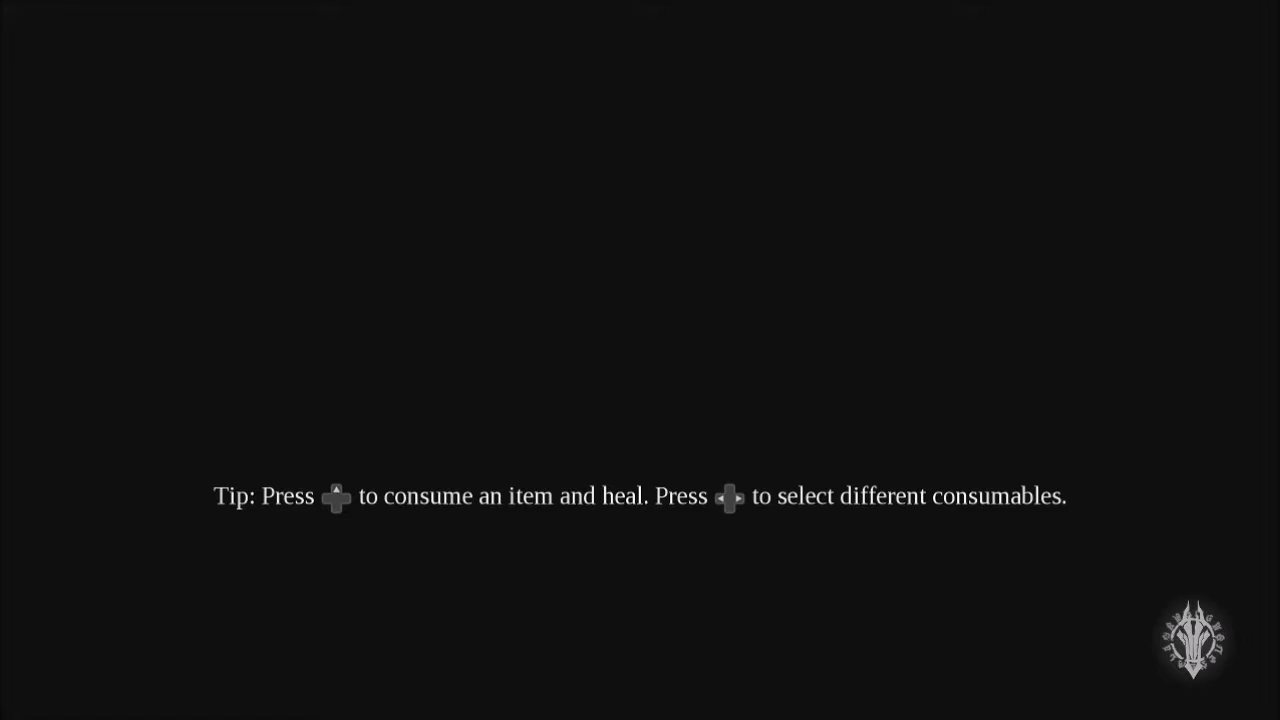 Tip: Press to consume an item and heal. Press to select different consumables.